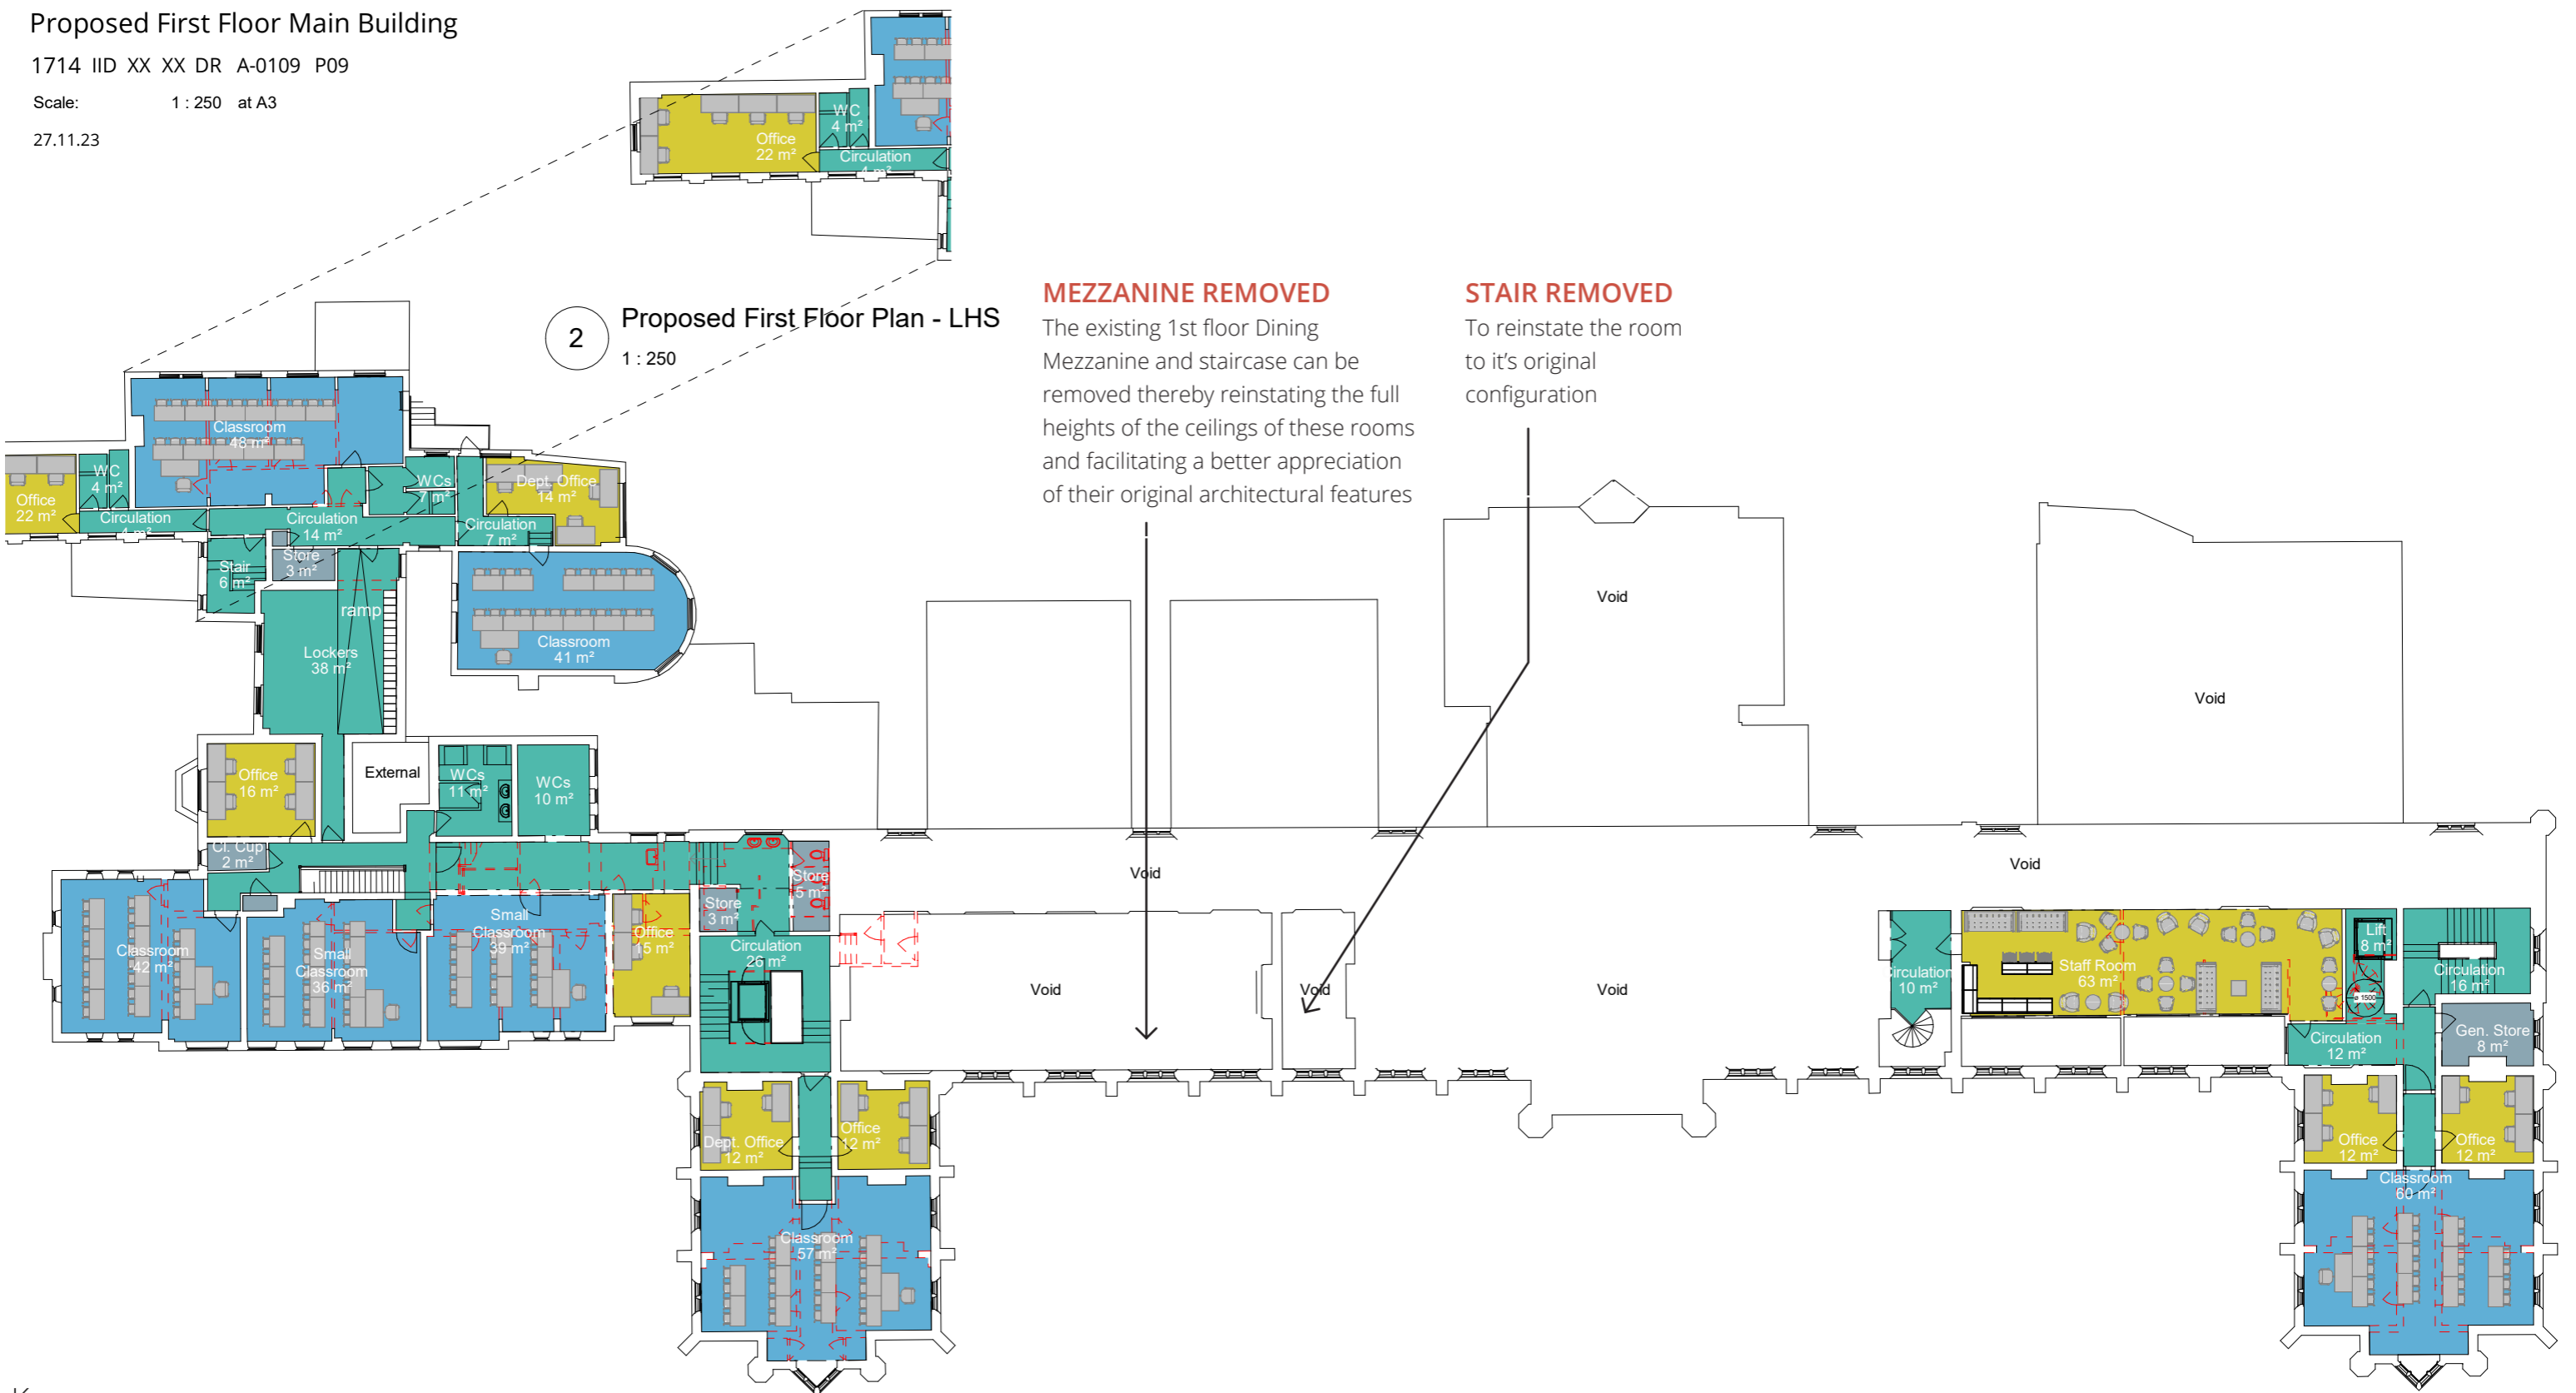 Proposed First Floor Main Building
1714 IID XX XX DR A-0109 P09
Scale: 1 : 250 at A3
27.11.23
WC
4 m²
Office
22 m²
Circulation
4 m²
2
Proposed First Floor Plan - LHS
1 : 250
MEZZANINE REMOVED
The existing 1st floor Dining
Mezzanine and staircase can be
removed thereby reinstating the full
heights of the ceilings of these rooms
and facilitating a better appreciation
of their original architectural features
STAIR REMOVED
To reinstate the room
to it’s original
configuration
Classroom
48 m²
WC
4 m²
Office
22 m²
Circulation
4 m²
WCs
7 m²
Dept. Office
14 m²
Circulation
14 m²
Circulation
7 m²
Store
3 m²
Stair
6 m²
ramp
Lockers
38 m²
Classroom
41 m²
Void
Void
Office
16 m²
External
WCs
11 m²
WCs
10 m²
Cl. Cup
2 m²
Void
Void
Store
5 m²
Store
3 m²
Classroom
42 m²
Small
Classroom
36 m²
Small
Classroom
39 m²
Office
15 m²
Circulation
26 m²
Void
Void
Void
Circulation
10 m²
Staff Room
63 m²
Lift
8 m²
ø 1500
Circulation
16 m²
Circulation
12 m²
Gen. Store
8 m²
Dept. Office
12 m²
Office
12 m²
Office
12 m²
Office
12 m²
Classroom
57 m²
Classroom
60 m²